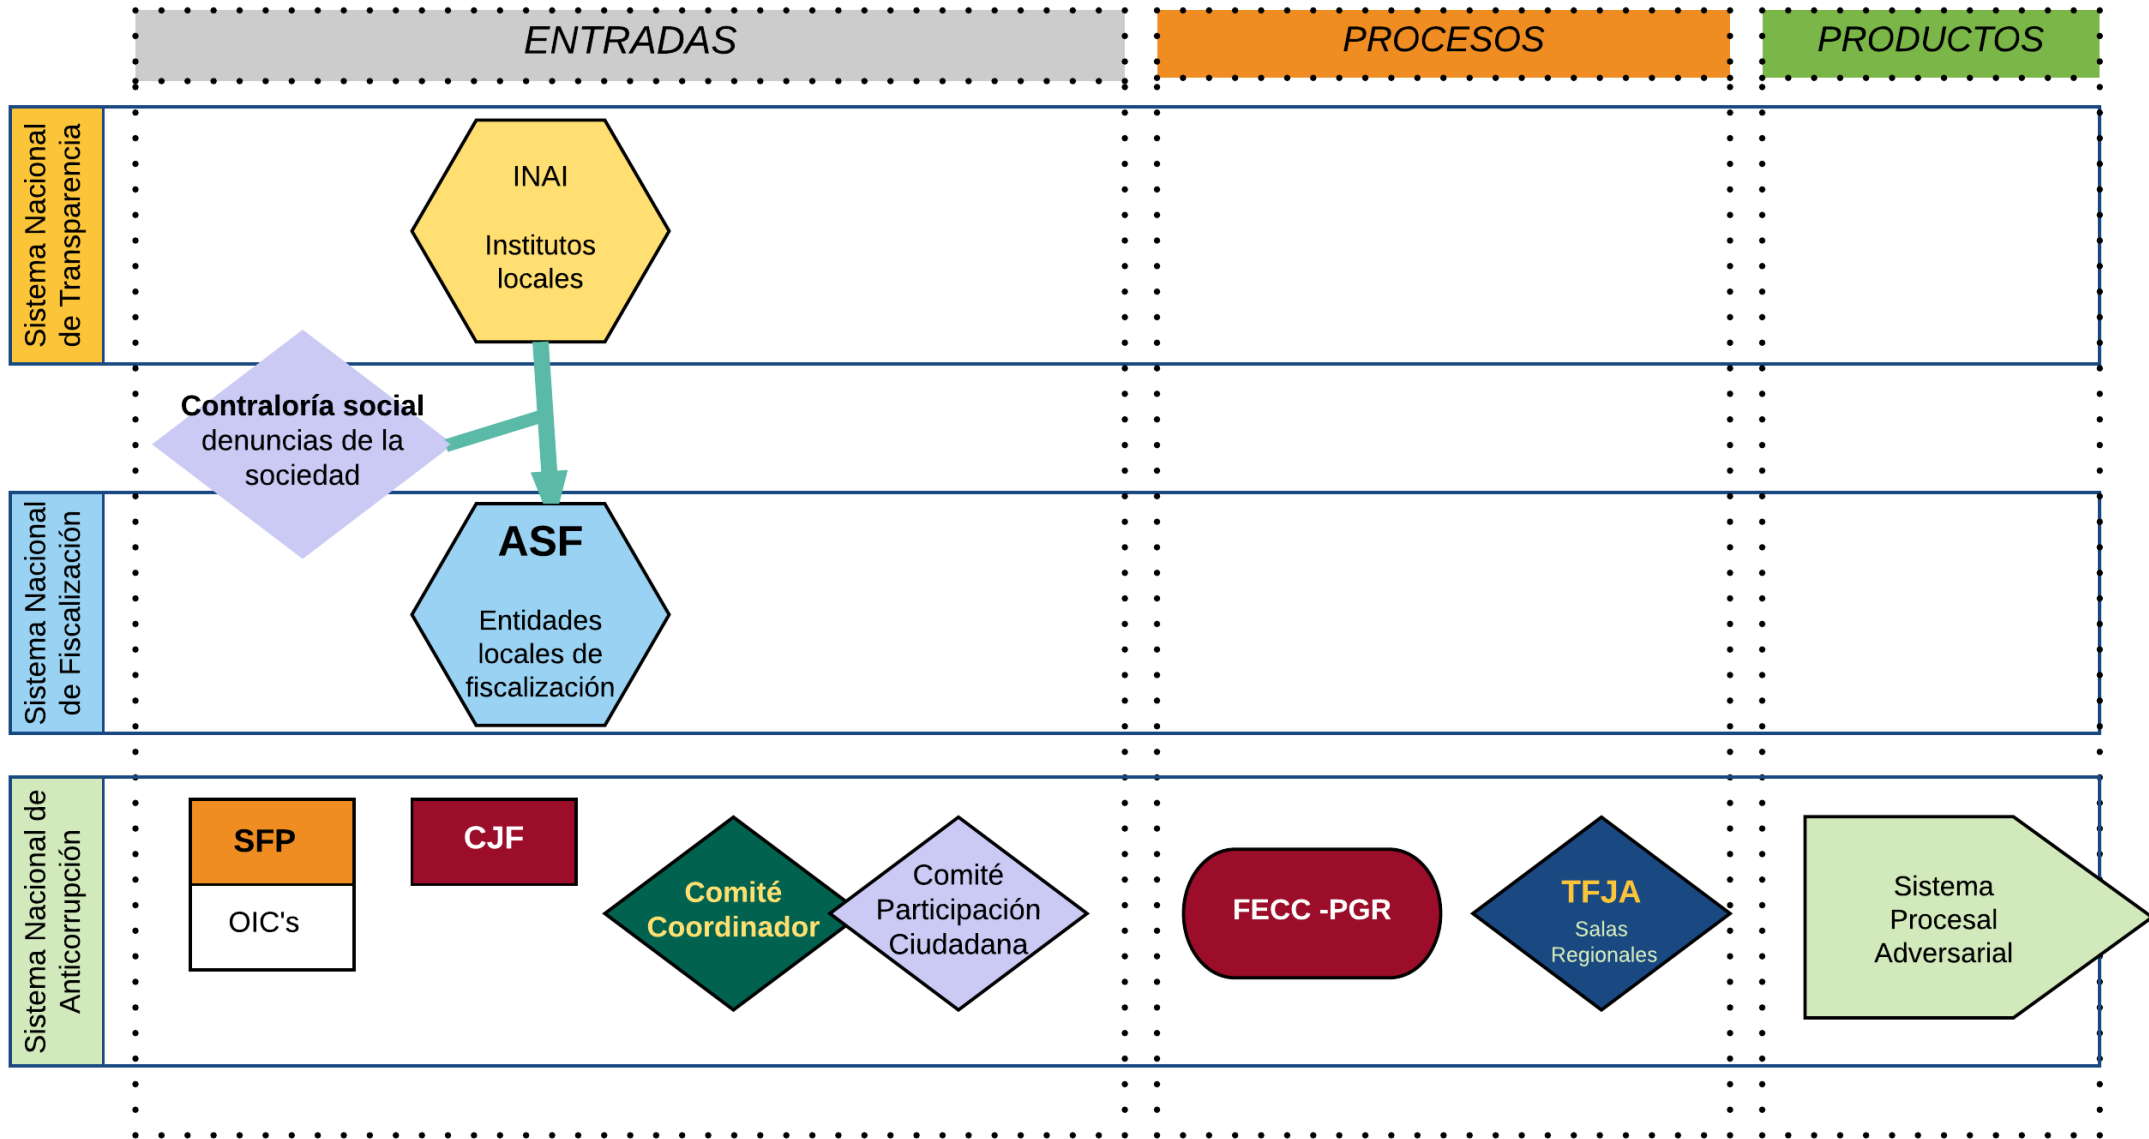 ENTRADAS
PROCESOS
PRODUCTOS
Sistema Nacional
de Transparencia
INAI
Institutos
locales
Contraloría social
denuncias de la
sociedad
Sistema Nacional
de Fiscalización
ASF
Entidades
locales de
fiscalización
Sistema Nacional de
Anticorrupción
SFP
OIC's
CJF
Comité
Coordinador
Comité
Participación
Ciudadana
FECC -PGR
TFJA
Salas
Regionales
Sistema
Procesal
Adversarial